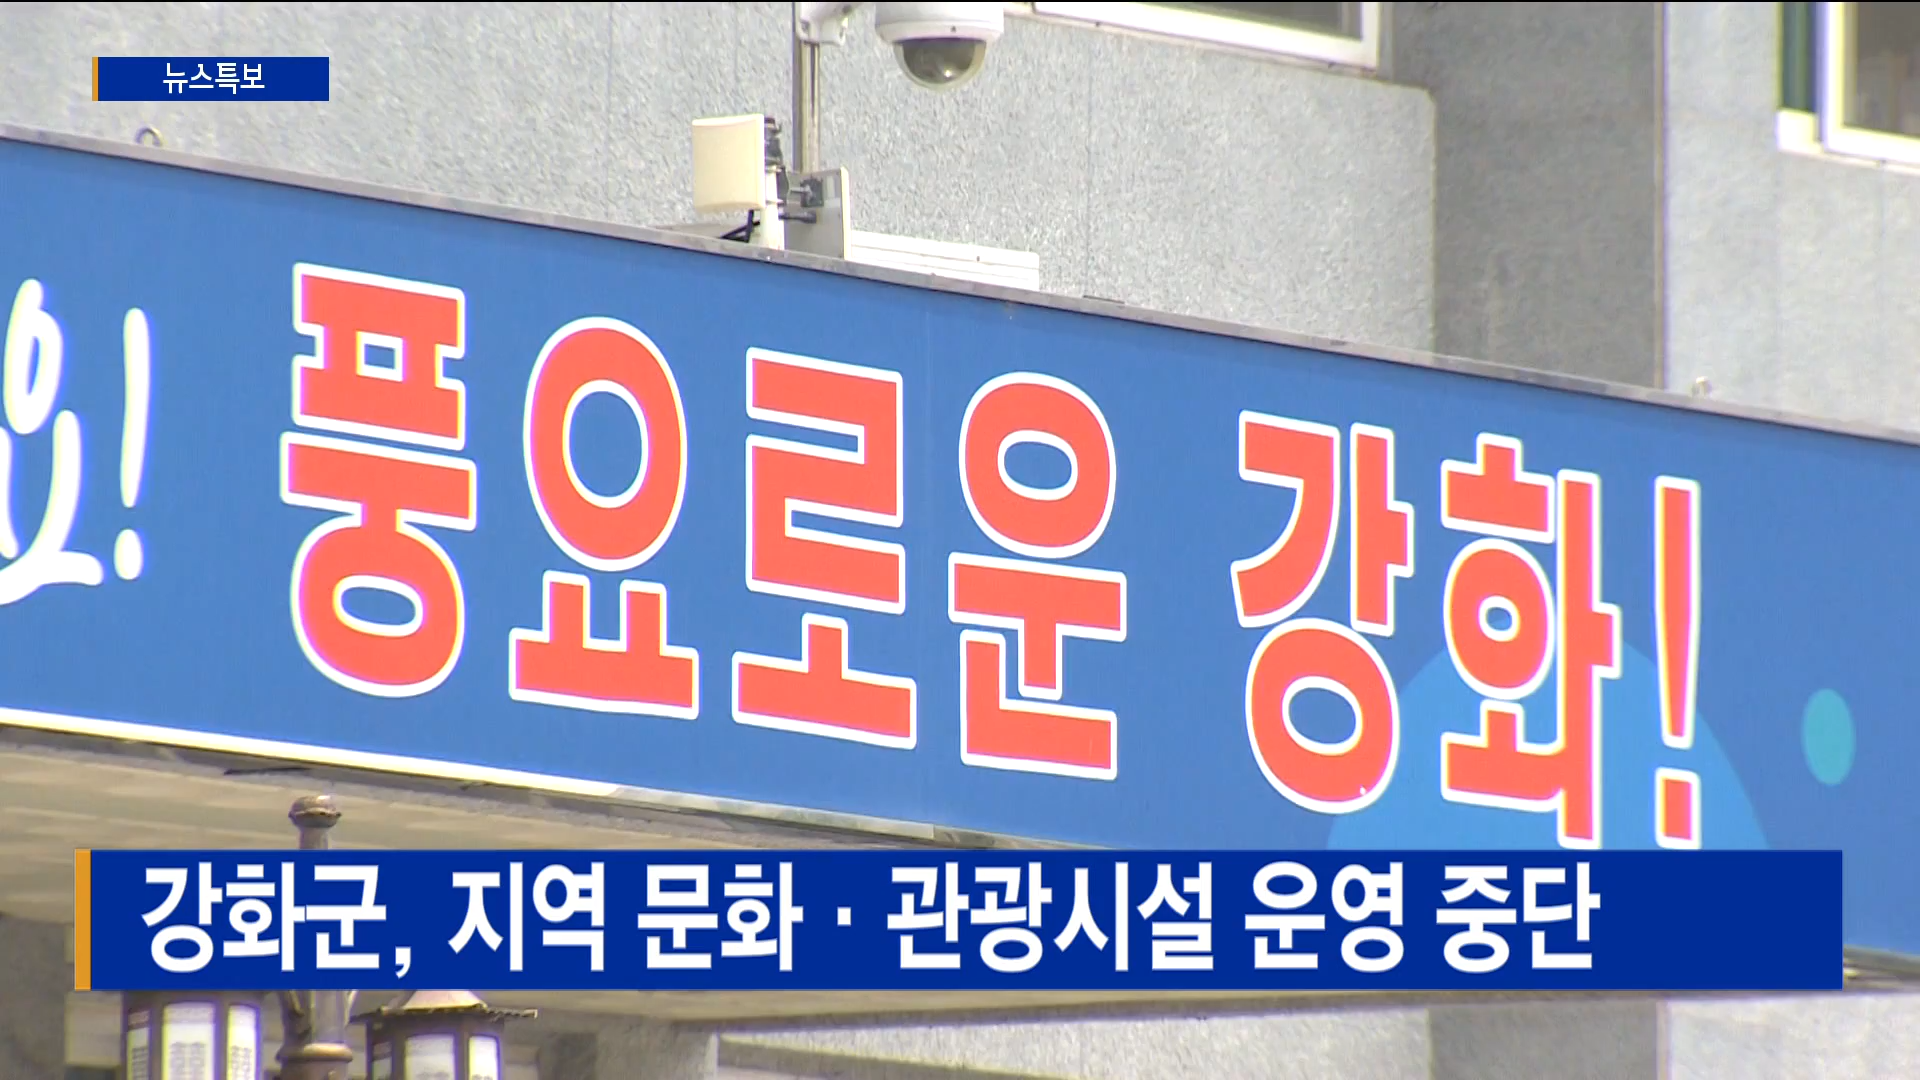 뉴스특보
요! 풍요로운 강화!
강화군, 지역 문화·관광시설 운영 중단